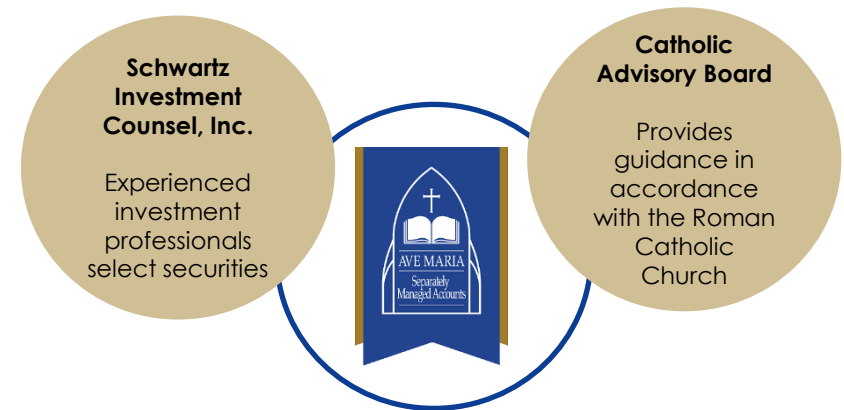 Schwartz
Investment
Counsel, Inc.
Experienced
investment
professionals
select securities
AVE MARIA
Separately
Managed Accounts
Catholic
Advisory Board
Provides
guidance in
accordance
with the Roman
Catholic
Church